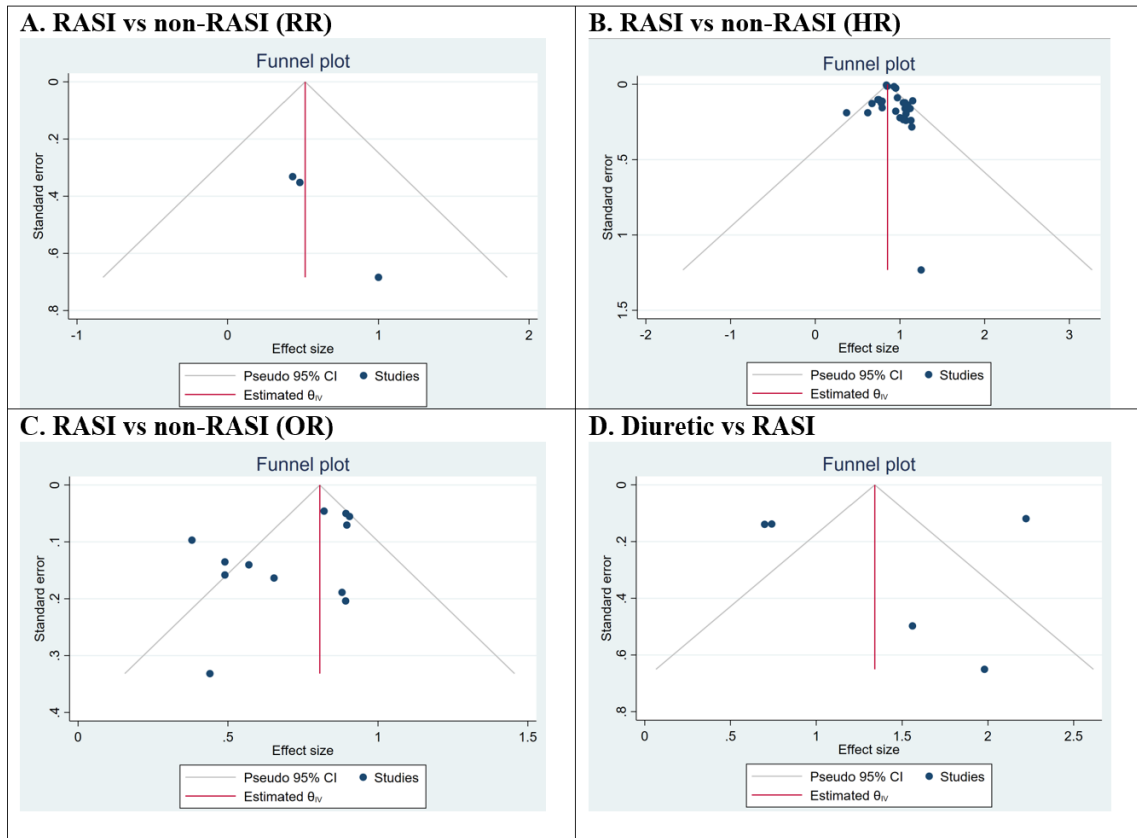 A. RASI vs non-RASI (RR)
Funnel plot
0
.2
.4
.6
.8
Standard error
-1
0
1
2
Effect size
Pseudo 95% CI
Studies
Estimated θIV
B. RASI vs non-RASI (HR)
Funnel plot
0
.5
1
1.5
Standard error
-2
-1
0
1
2
3
Effect size
Pseudo 95% CI
Studies
Estimated θIV
C. RASI vs non-RASI (OR)
Funnel plot
0
.1
.2
.3
.4
Standard error
0
.5
1
1.5
Effect size
Pseudo 95% CI
Studies
Estimated θIV
D. Diuretic vs RASI
Funnel plot
0
.2
.4
.6
.8
Standard error
0
.5
1
1.5
2
2.5
Effect size
Pseudo 95% CI
Studies
Estimated θIV